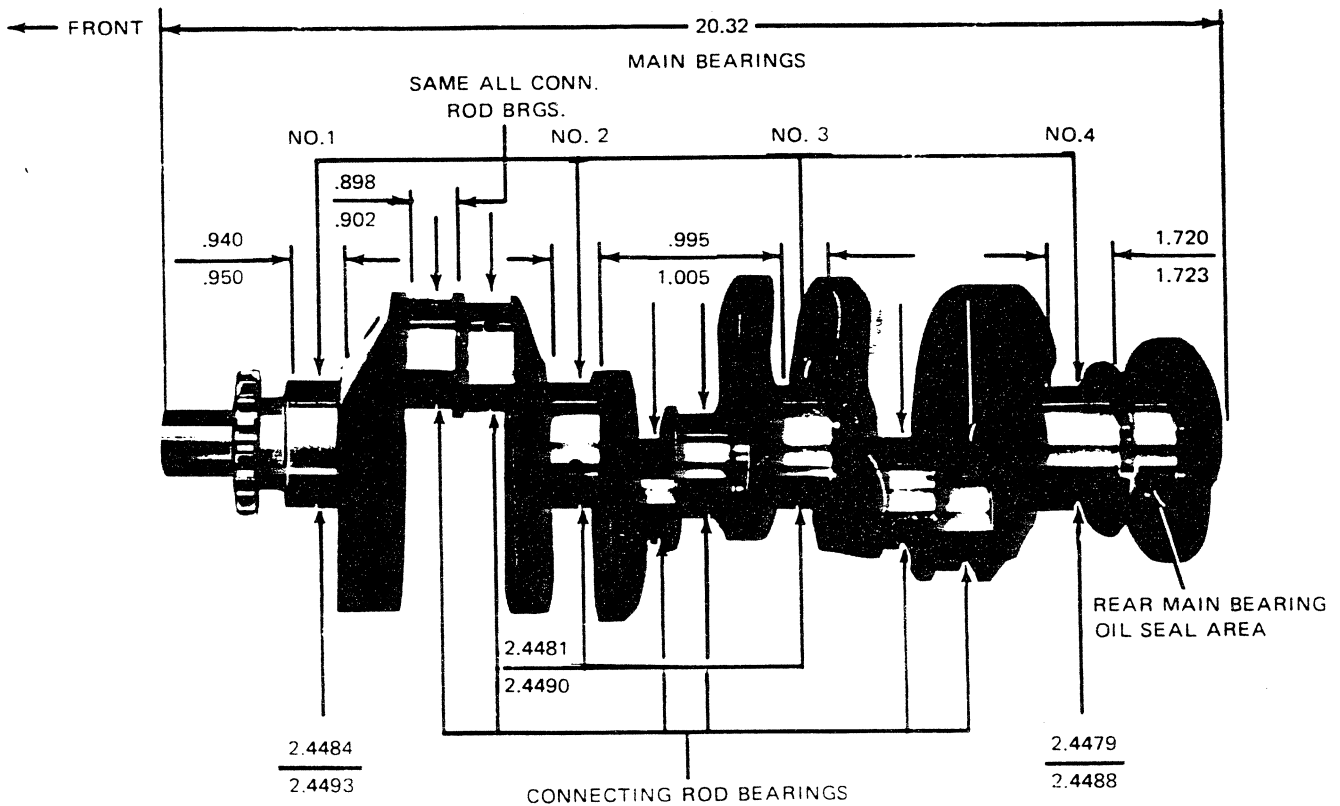 FRONT
20.32
MAIN BEARINGS
SAME ALL CONN.
ROD BRGS.
NO.1
NO. 2
NO. 3
NO.4
.898
.902
.940
.950
.995
1.005
1.720
1.723
REAR MAIN BEARING
OIL SEAL AREA
2.4481
2.4490
2.4484
2.4493
2.4479
2.4488
CONNECTING ROD BEARINGS